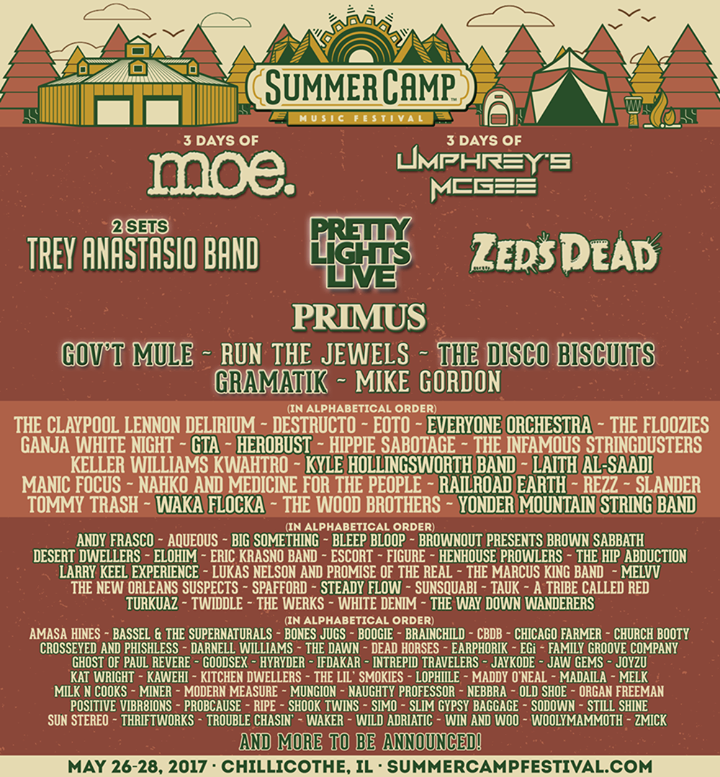 SUMMER CAMP
MUSIC FESTIVAL
3 DAYS OF
moe.
3 DAYS OF
UMPHREY'S
MCGEE
2 SETS
TREY ANASTASIO BAND
PRETTY
LIGHTS
LIVE
ZEDS DEAD
PRIMUS
GOV'T MULE ~ RUN THE JEWELS ~ THE DISCO BISCUITS
GRAMATIK ~ MIKE GORDON
(IN ALPHABETICAL ORDER)
THE CLAYPOOL LENNON DELIRIUM ~ DESTRUCTO ~ EOTO ~ EVERYONE ORCHESTRA ~ THE FLOOZIES
GANJA WHITE NIGHT ~ GTA ~ HEROBUST ~ HIPPIE SABOTAGE ~ THE INFAMOUS STRINGDUSTERS
KELLER WILLIAMS KWAHTRO ~ KYLE HOLLINGSWORTH BAND ~ LAITH AL-SAADI
MANIC FOCUS ~ NAHKO AND MEDICINE FOR THE PEOPLE ~ RAILROAD EARTH ~ REZZ ~ SLANDER
TOMMY TRASH ~ WAKA FLOCKA ~ THE WOOD BROTHERS ~ YONDER MOUNTAIN STRING BAND
(IN ALPHABETICAL ORDER)
ANDY FRASCO ~ AQUEOUS ~ BIG SOMETHING ~ BLEEP BLOOP ~ BROWNOUT PRESENTS BROWN SABBATH
DESERT DWELLERS ~ ELOHIM ~ ERIC KRASNO BAND ~ ESCORT ~ FIGURE ~ HENHOUSE PROWLERS ~ THE HIP ABDUCTION
LARRY KEEL EXPERIENCE ~ LUKAS NELSON AND PROMISE OF THE REAL ~ THE MARCUS KING BAND ~ MELVV
THE NEW ORLEANS SUSPECTS ~ SPAFFORD ~ STEADY FLOW ~ SUNSQUABI ~ TAUK ~ A TRIBE CALLED RED
TURKUAZ ~ TWIDDLE ~ THE WERKS ~ WHITE DENIM ~ THE WAY DOWN WANDERERS
(IN ALPHABETICAL ORDER)
AMASA HINES ~ BASSEL & THE SUPERNATURALS ~ BONES JUGS ~ BOOGIE ~ BRAINCHILD ~ CBDB ~ CHICAGO FARMER ~ CHURCH BOOTY
CROSSEYED AND PHISHLESS ~ DARNELL WILLIAMS ~ THE DAWN ~ DEAD HORSES ~ EARPHORIK ~ EGi ~ FAMILY GROOVE COMPANY
GHOST OF PAUL REVERE ~ GOODSEX ~ HYRYDER ~ IFDAKAR ~ INTREPID TRAVELERS ~ JAYKODE ~ JAW GEMS ~ JOYZU
KAT WRIGHT ~ KAWEHI ~ KITCHEN DWELLERS ~ THE LIL' SMOKIES ~ LOPHILE ~ MADDY O'NEAL ~ MADAILA ~ MELK
MILK N COOKS ~ MINER ~ MODERN MEASURE ~ MUNGION ~ NAUGHTY PROFESSOR ~ NEBBRA ~ OLD SHOE ~ ORGAN FREEMAN
POSITIVE VIBR8IONS ~ PROBCAUSE ~ RIPE ~ SHOOK TWINS ~ SIMO ~ SLIM GYPSY BAGGAGE ~ SODOWN ~ STILL SHINE
SUN STEREO ~ THRIFTWORKS ~ TROUBLE CHASIN' ~ WAKER ~ WILD ADRIATIC ~ WIN AND WOO ~ WOOLYMAMMOTH ~ ZMICK
AND MORE TO BE ANNOUNCED!
MAY 26-28, 2017 · CHILLICOTHE, IL · SUMMERCAMPFESTIVAL.COM